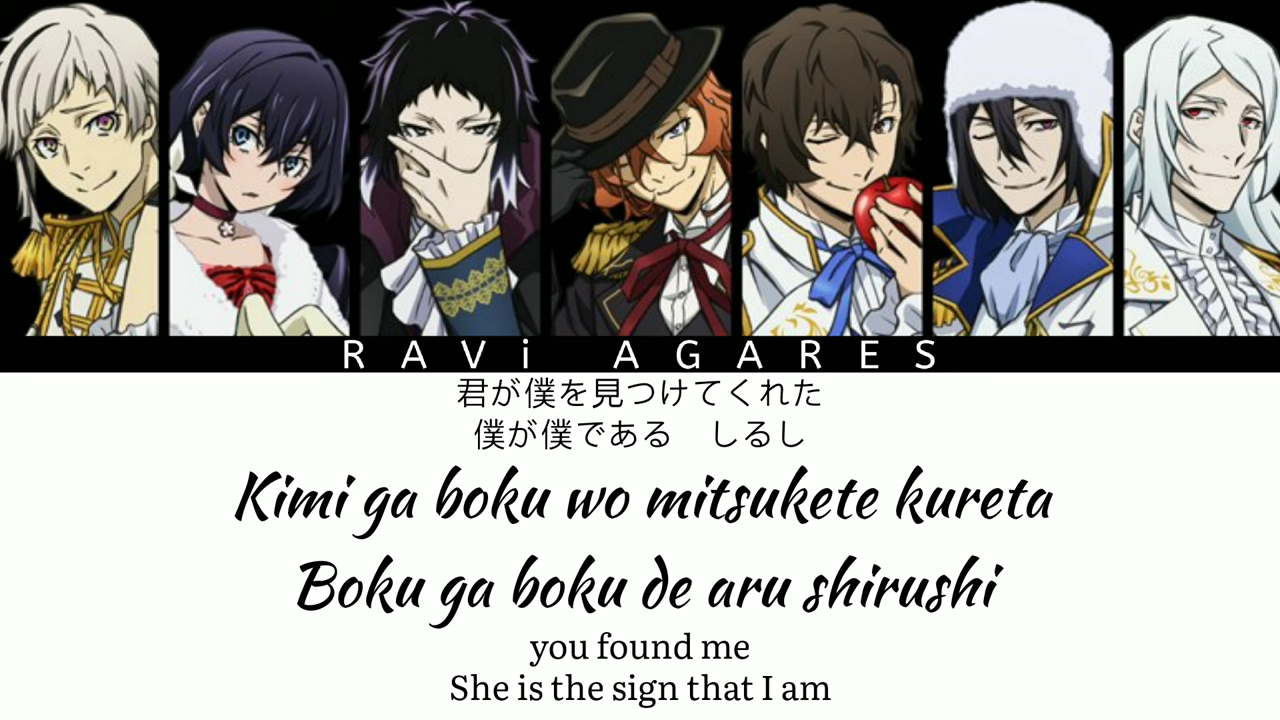 RAVi AGARES
君が僕を見つけてくれた
僕が僕である　しるし
Kimi ga boku wo mitsukete kureta
Boku ga boku de aru shirushi
you found me
She is the sign that I am